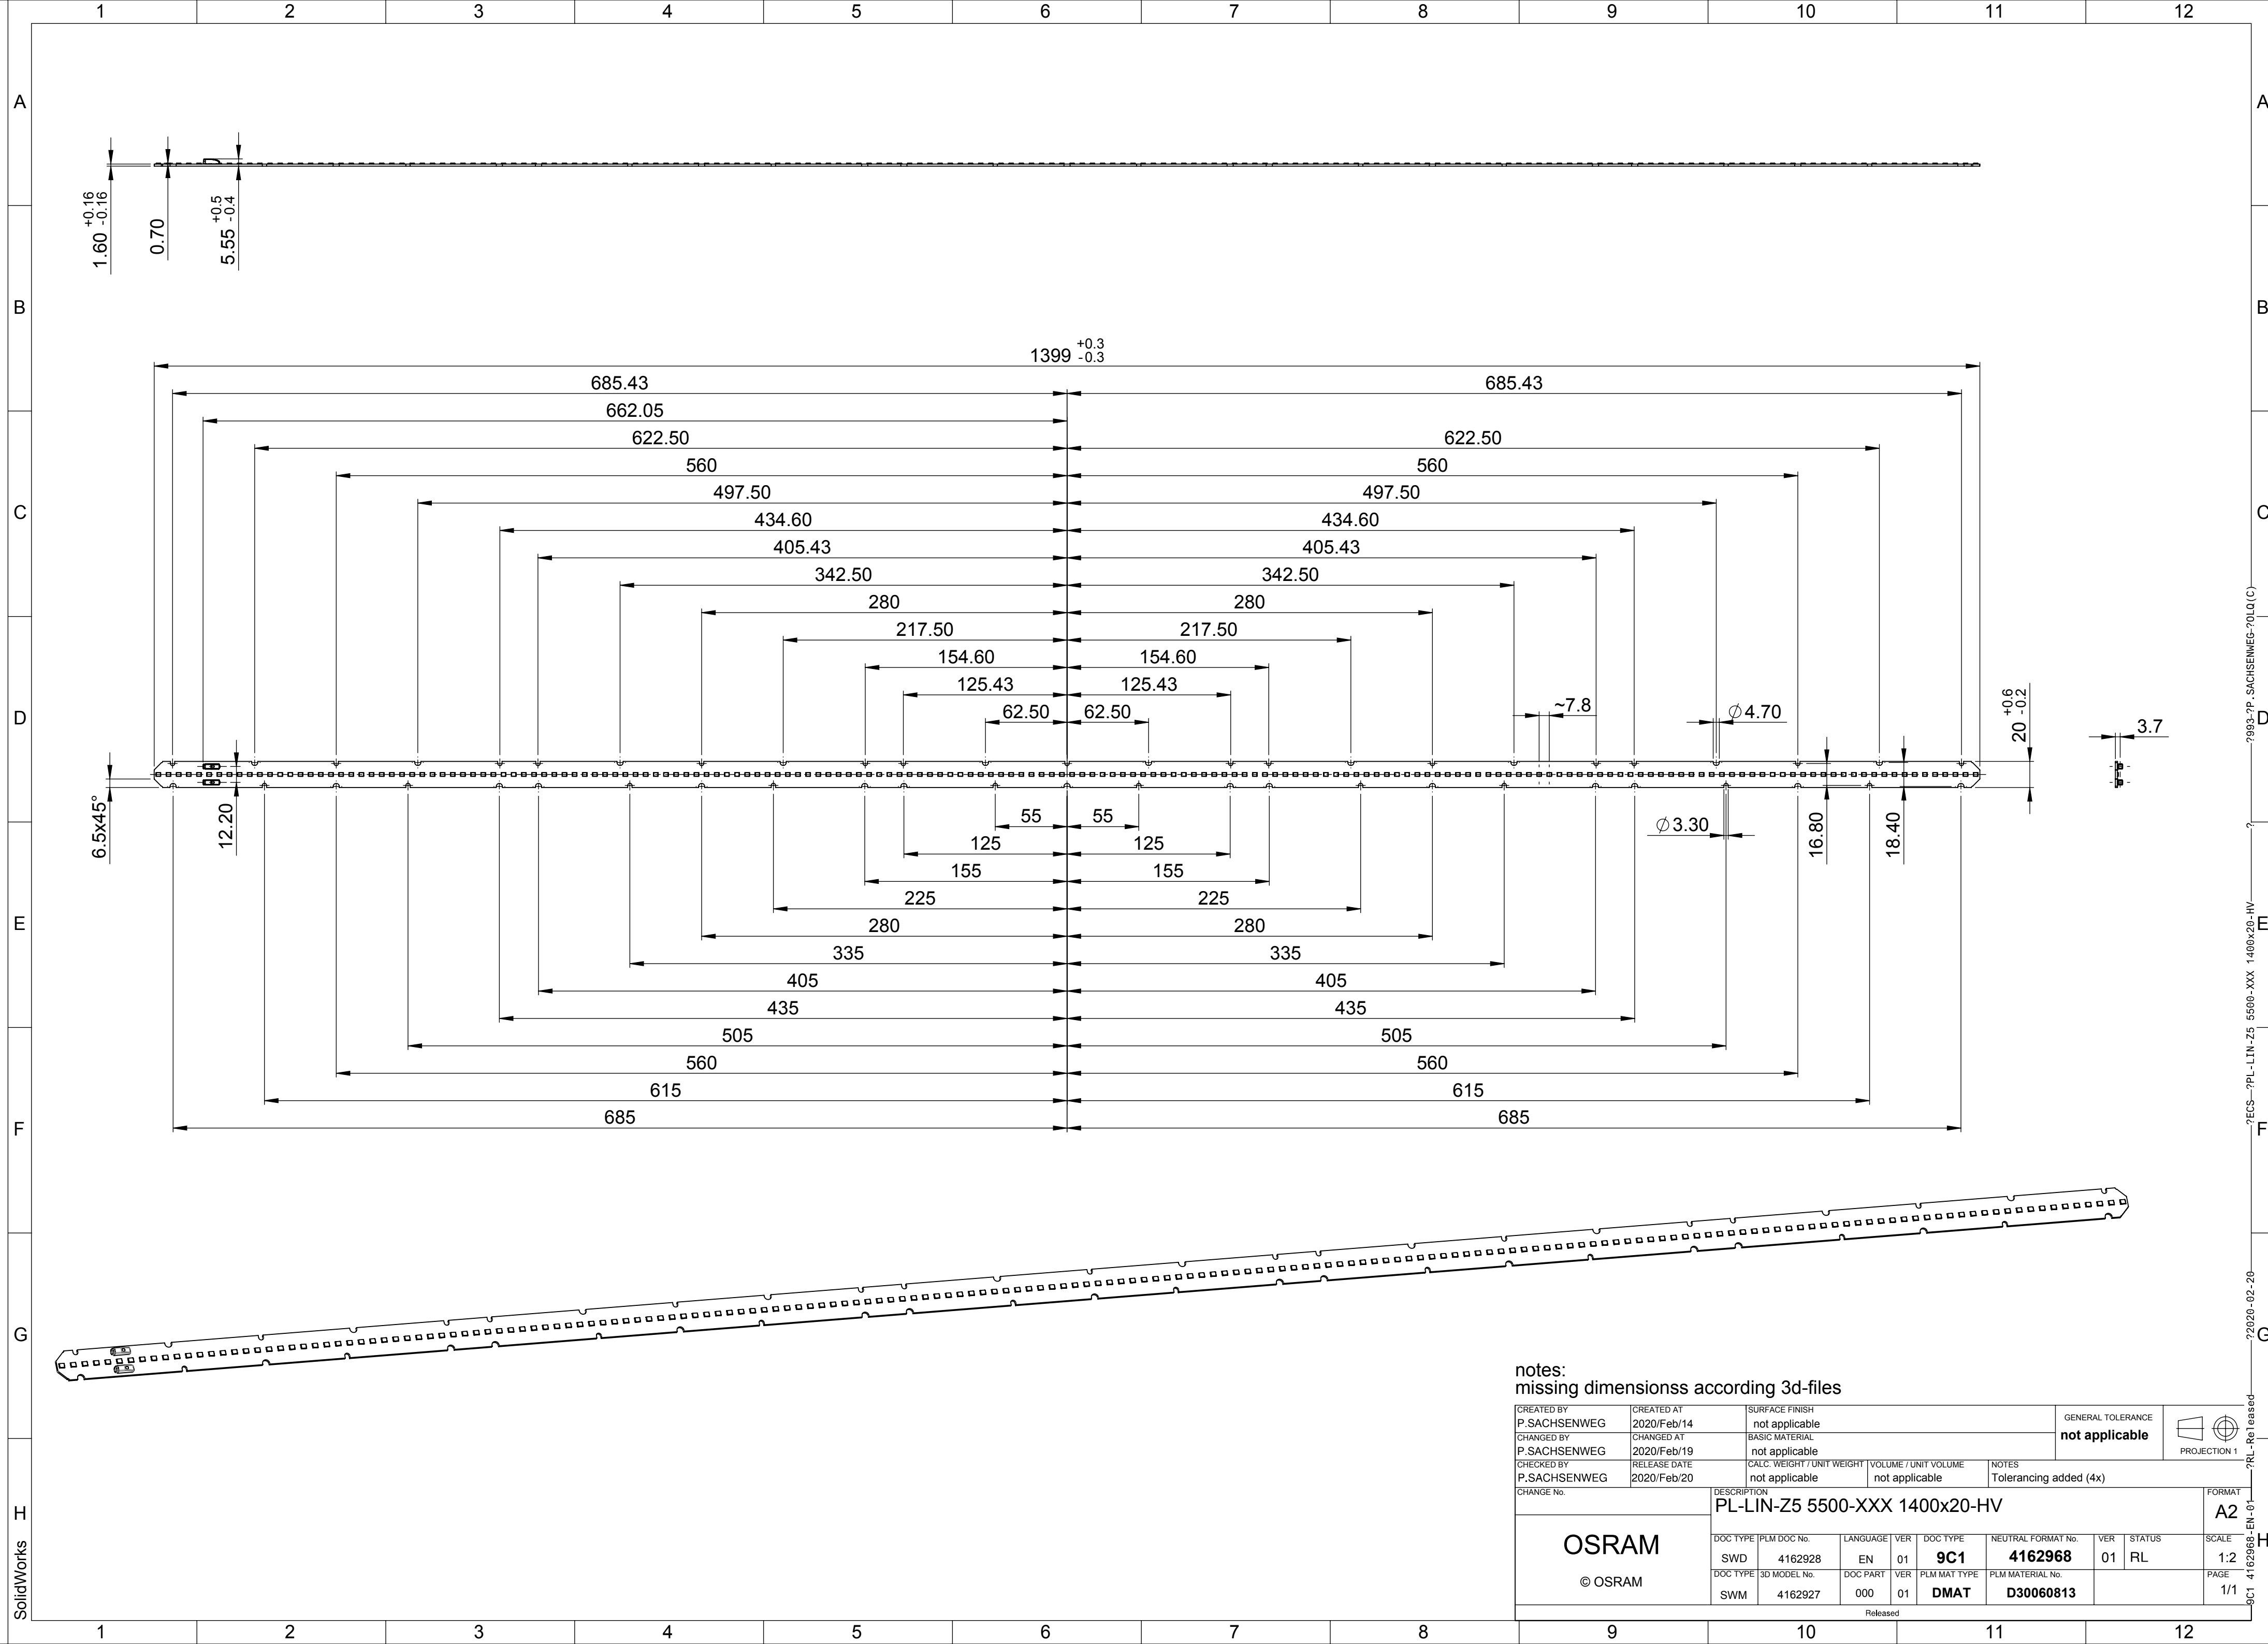 1 2 3 4 5 6 7 8 9 10 11 12
A A
1.60 +0.16 -0.16
0.70
5.55 +0.5 -0.4
B B
1399 +0.3 -0.3
685.43 685.43
662.05
622.50 622.50
560 560
497.50 497.50
C C
434.60 434.60
405.43 405.43
342.50 342.50
280 280
217.50 217.50
154.60 154.60
125.43 125.43
62.50 62.50
~7.8
∅4.70
20 +0.6 -0.2
3.7
D D
6.5x45°
12.20
55 55
∅3.30
16.80
18.40
125 125
155 155
225 225
E E
280 280
335 335
405 405
435 435
505 505
560 560
615 615
F F
685 685
G G
notes:
missing dimensionss according 3d-files
CREATED BY CREATED AT SURFACE FINISH GENERAL TOLERANCE
P.SACHSENWEG 2020/Feb/14 not applicable not applicable
CHANGED BY CHANGED AT BASIC MATERIAL
P.SACHSENWEG 2020/Feb/19 not applicable PROJECTION 1
CHECKED BY RELEASE DATE CALC. WEIGHT / UNIT WEIGHT VOLUME / UNIT VOLUME NOTES
P.SACHSENWEG 2020/Feb/20 not applicable not applicable Tolerancing added (4x)
CHANGE No. DESCRIPTION FORMAT
PL-LIN-Z5 5500-XXX 1400x20-HV A2
H H
OSRAM
© OSRAM
DOC TYPE PLM DOC No. LANGUAGE VER DOC TYPE NEUTRAL FORMAT No. VER STATUS SCALE
SWD 4162928 EN 01 9C1 4162968 01 RL 1:2
DOC TYPE 3D MODEL No. DOC PART VER PLM MAT TYPE PLM MATERIAL No. PAGE
SWM 4162927 000 01 DMAT D30060813 1/1
Released
SolidWorks
1 2 3 4 5 6 7 8 9 10 11 12
9C1 4162968-EN-01 ?RL-Released ?2020-02-20 ?ECS ?PL-LIN-Z5 5500-XXX 1400x20-HV ? ?993-?P.SACHSENWEG-?OLQ(C)